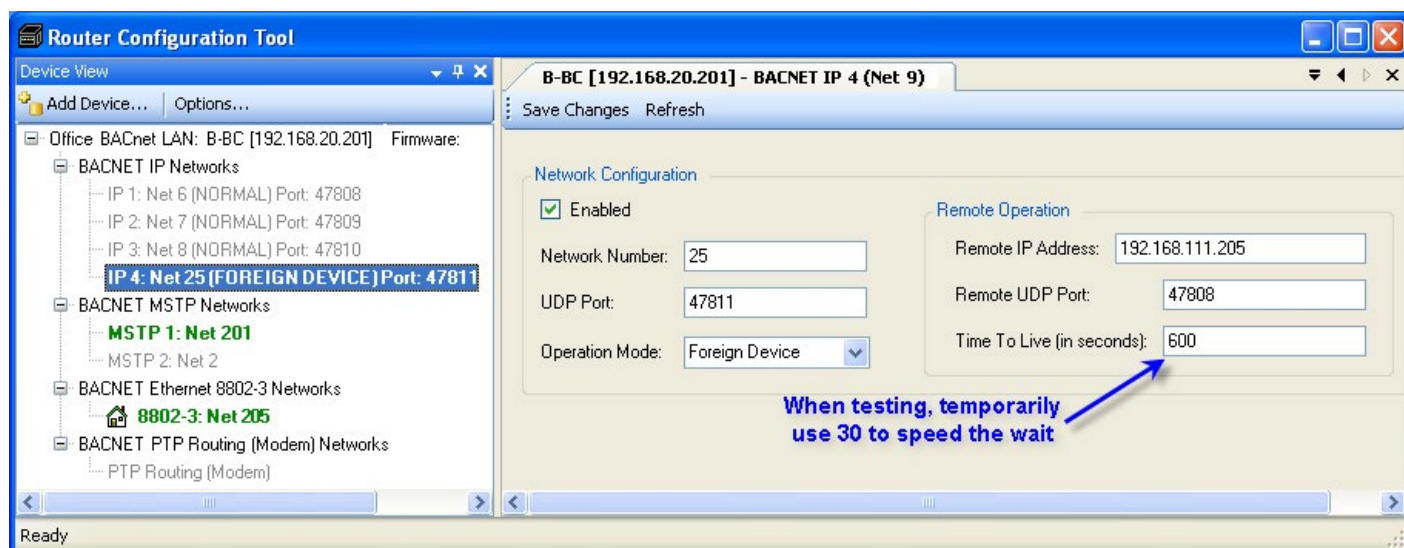 Router Configuration Tool
Device View
Add Device... Options...
Office BACnet LAN: B-BC [192.168.20.201] Firmware:
BACNET IP Networks
IP 1: Net 6 (NORMAL) Port: 47808
IP 2: Net 7 (NORMAL) Port: 47809
IP 3: Net 8 (NORMAL) Port: 47810
IP 4: Net 25 (FOREIGN DEVICE) Port: 47811
BACNET MSTP Networks
MSTP 1: Net 201
MSTP 2: Net 2
BACNET Ethernet 8802-3 Networks
8802-3: Net 205
BACNET PTP Routing (Modem) Networks
PTP Routing (Modem)
B-BC [192.168.20.201] - BACNET IP 4 (Net 9)
Save Changes Refresh
Network Configuration
Enabled
Network Number: 25
UDP Port: 47811
Operation Mode: Foreign Device
Remote Operation
Remote IP Address: 192.168.111.205
Remote UDP Port: 47808
Time To Live (in seconds): 600
When testing, temporarily
use 30 to speed the wait
Ready